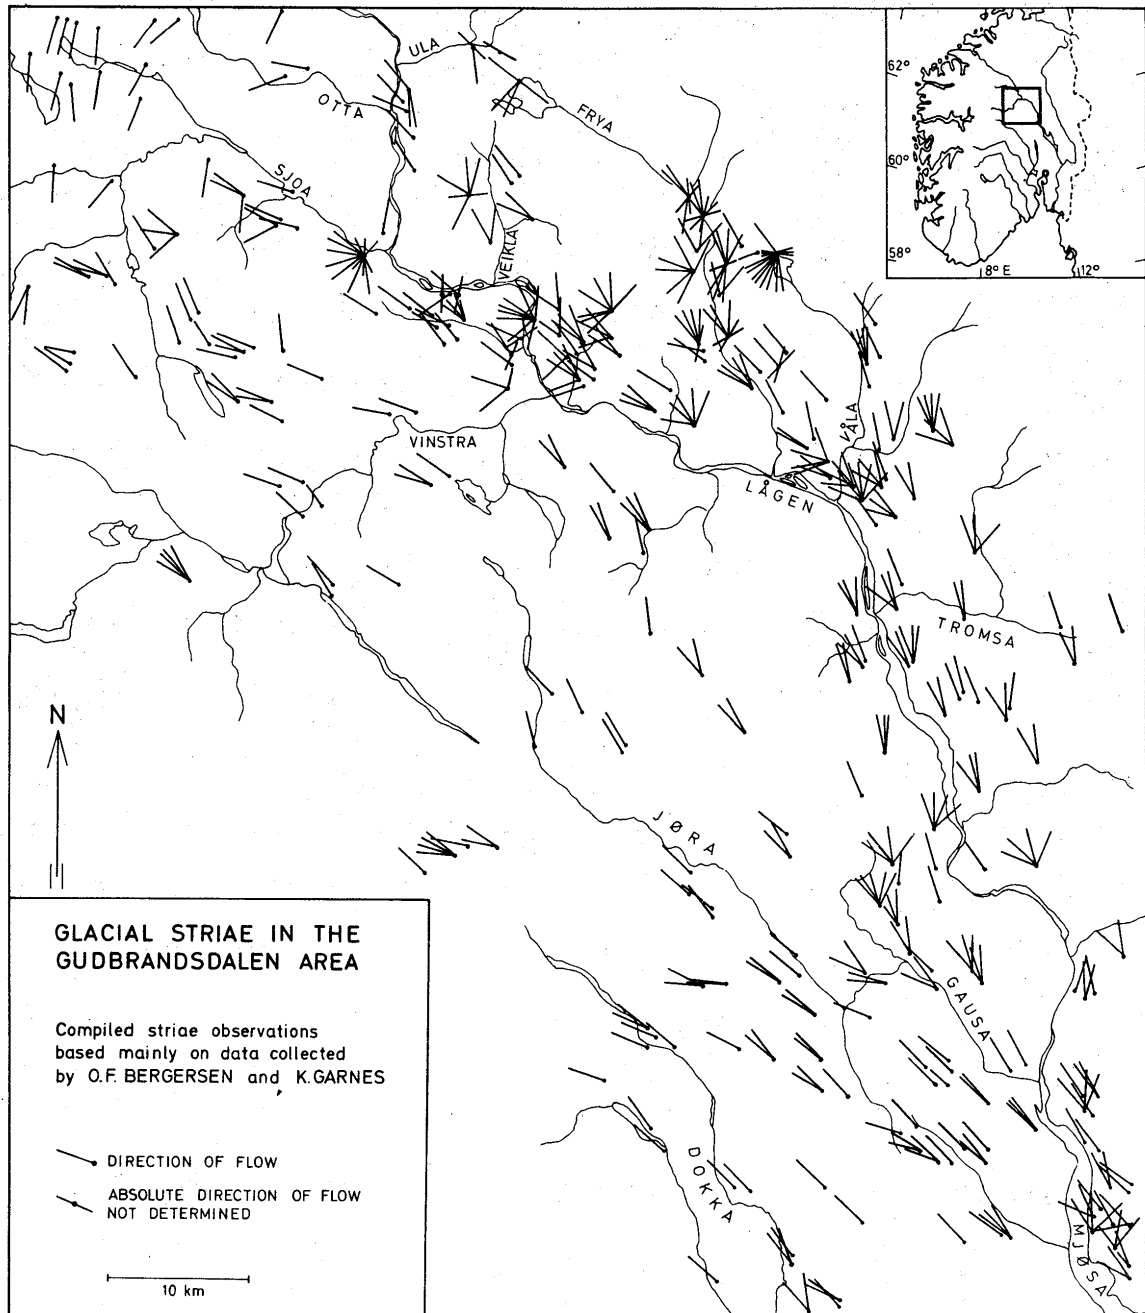 ULA
OTTA
FRYA
SJOA
VEIKLA
62°
60°
58°
8° E
12°
VINSTRA
VÅLA
LÅGEN
TROMSA
N
JØRA
GAUSA
DOKKA
MJØSA
GLACIAL STRIAE IN THE
GUDBRANDSDALEN AREA
Compiled striae observations
based mainly on data collected
by O.F. BERGERSEN and K. GARNES
DIRECTION OF FLOW
ABSOLUTE DIRECTION OF FLOW
NOT DETERMINED
10 km